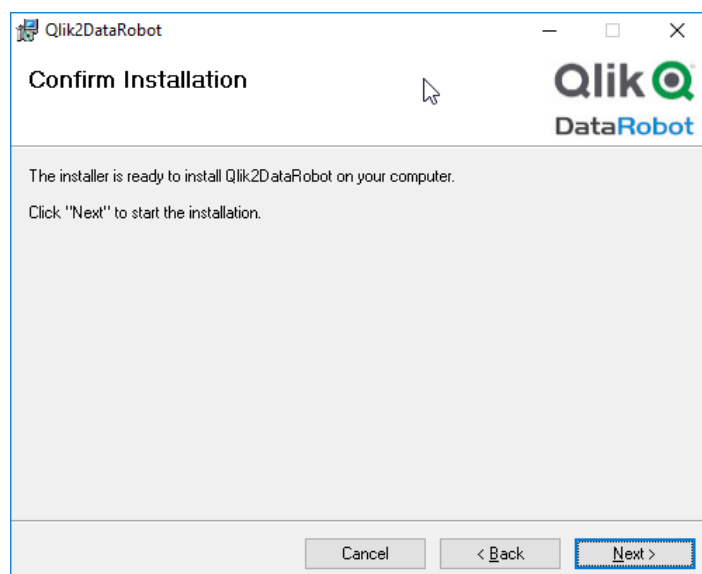 Qlik2DataRobot
Confirm Installation
Qlik
DataRobot
The installer is ready to install Qlik2DataRobot on your computer.
Click "Next" to start the installation.
Cancel
< Back
Next >